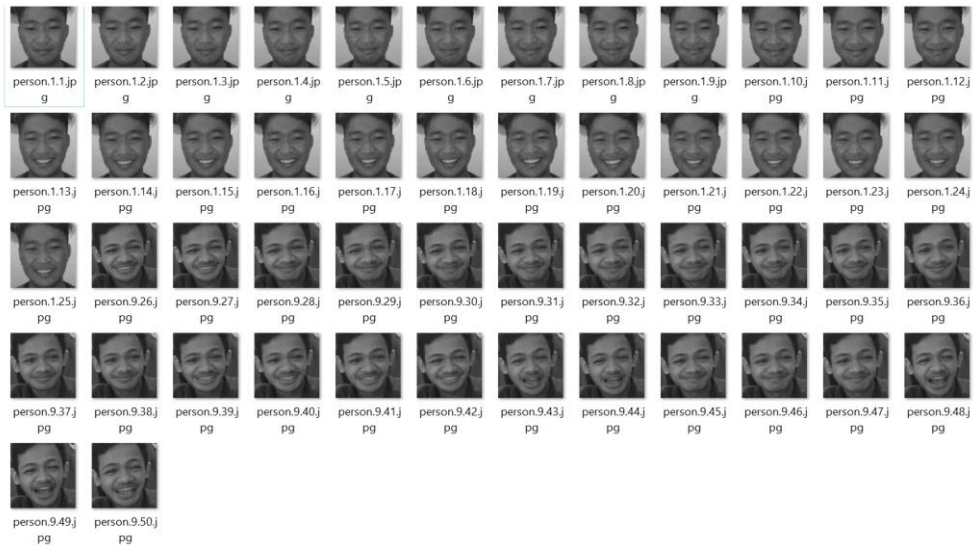 person.1.1.jp person.1.2.jp person.1.3.jp person.1.4.jp person.1.5.jp person.1.6.jp person.1.7.jp person.1.8.jp person.1.9.jp person.1.10.j person.1.11.j person.1.12.j
g g g g g g g g g pg pg pg
person.1.13.j person.1.14.j person.1.15.j person.1.16.j person.1.17.j person.1.18.j person.1.19.j person.1.20.j person.1.21.j person.1.22.j person.1.23.j person.1.24.j
pg pg pg pg pg pg pg pg pg pg pg pg
person.1.25.j person.9.26.j person.9.27.j person.9.28.j person.9.29.j person.9.30.j person.9.31.j person.9.32.j person.9.33.j person.9.34.j person.9.35.j person.9.36.j
pg pg pg pg pg pg pg pg pg pg pg pg
person.9.37.j person.9.38.j person.9.39.j person.9.40.j person.9.41.j person.9.42.j person.9.43.j person.9.44.j person.9.45.j person.9.46.j person.9.47.j person.9.48.j
pg pg pg pg pg pg pg pg pg pg pg pg
person.9.49.j person.9.50.j
pg pg